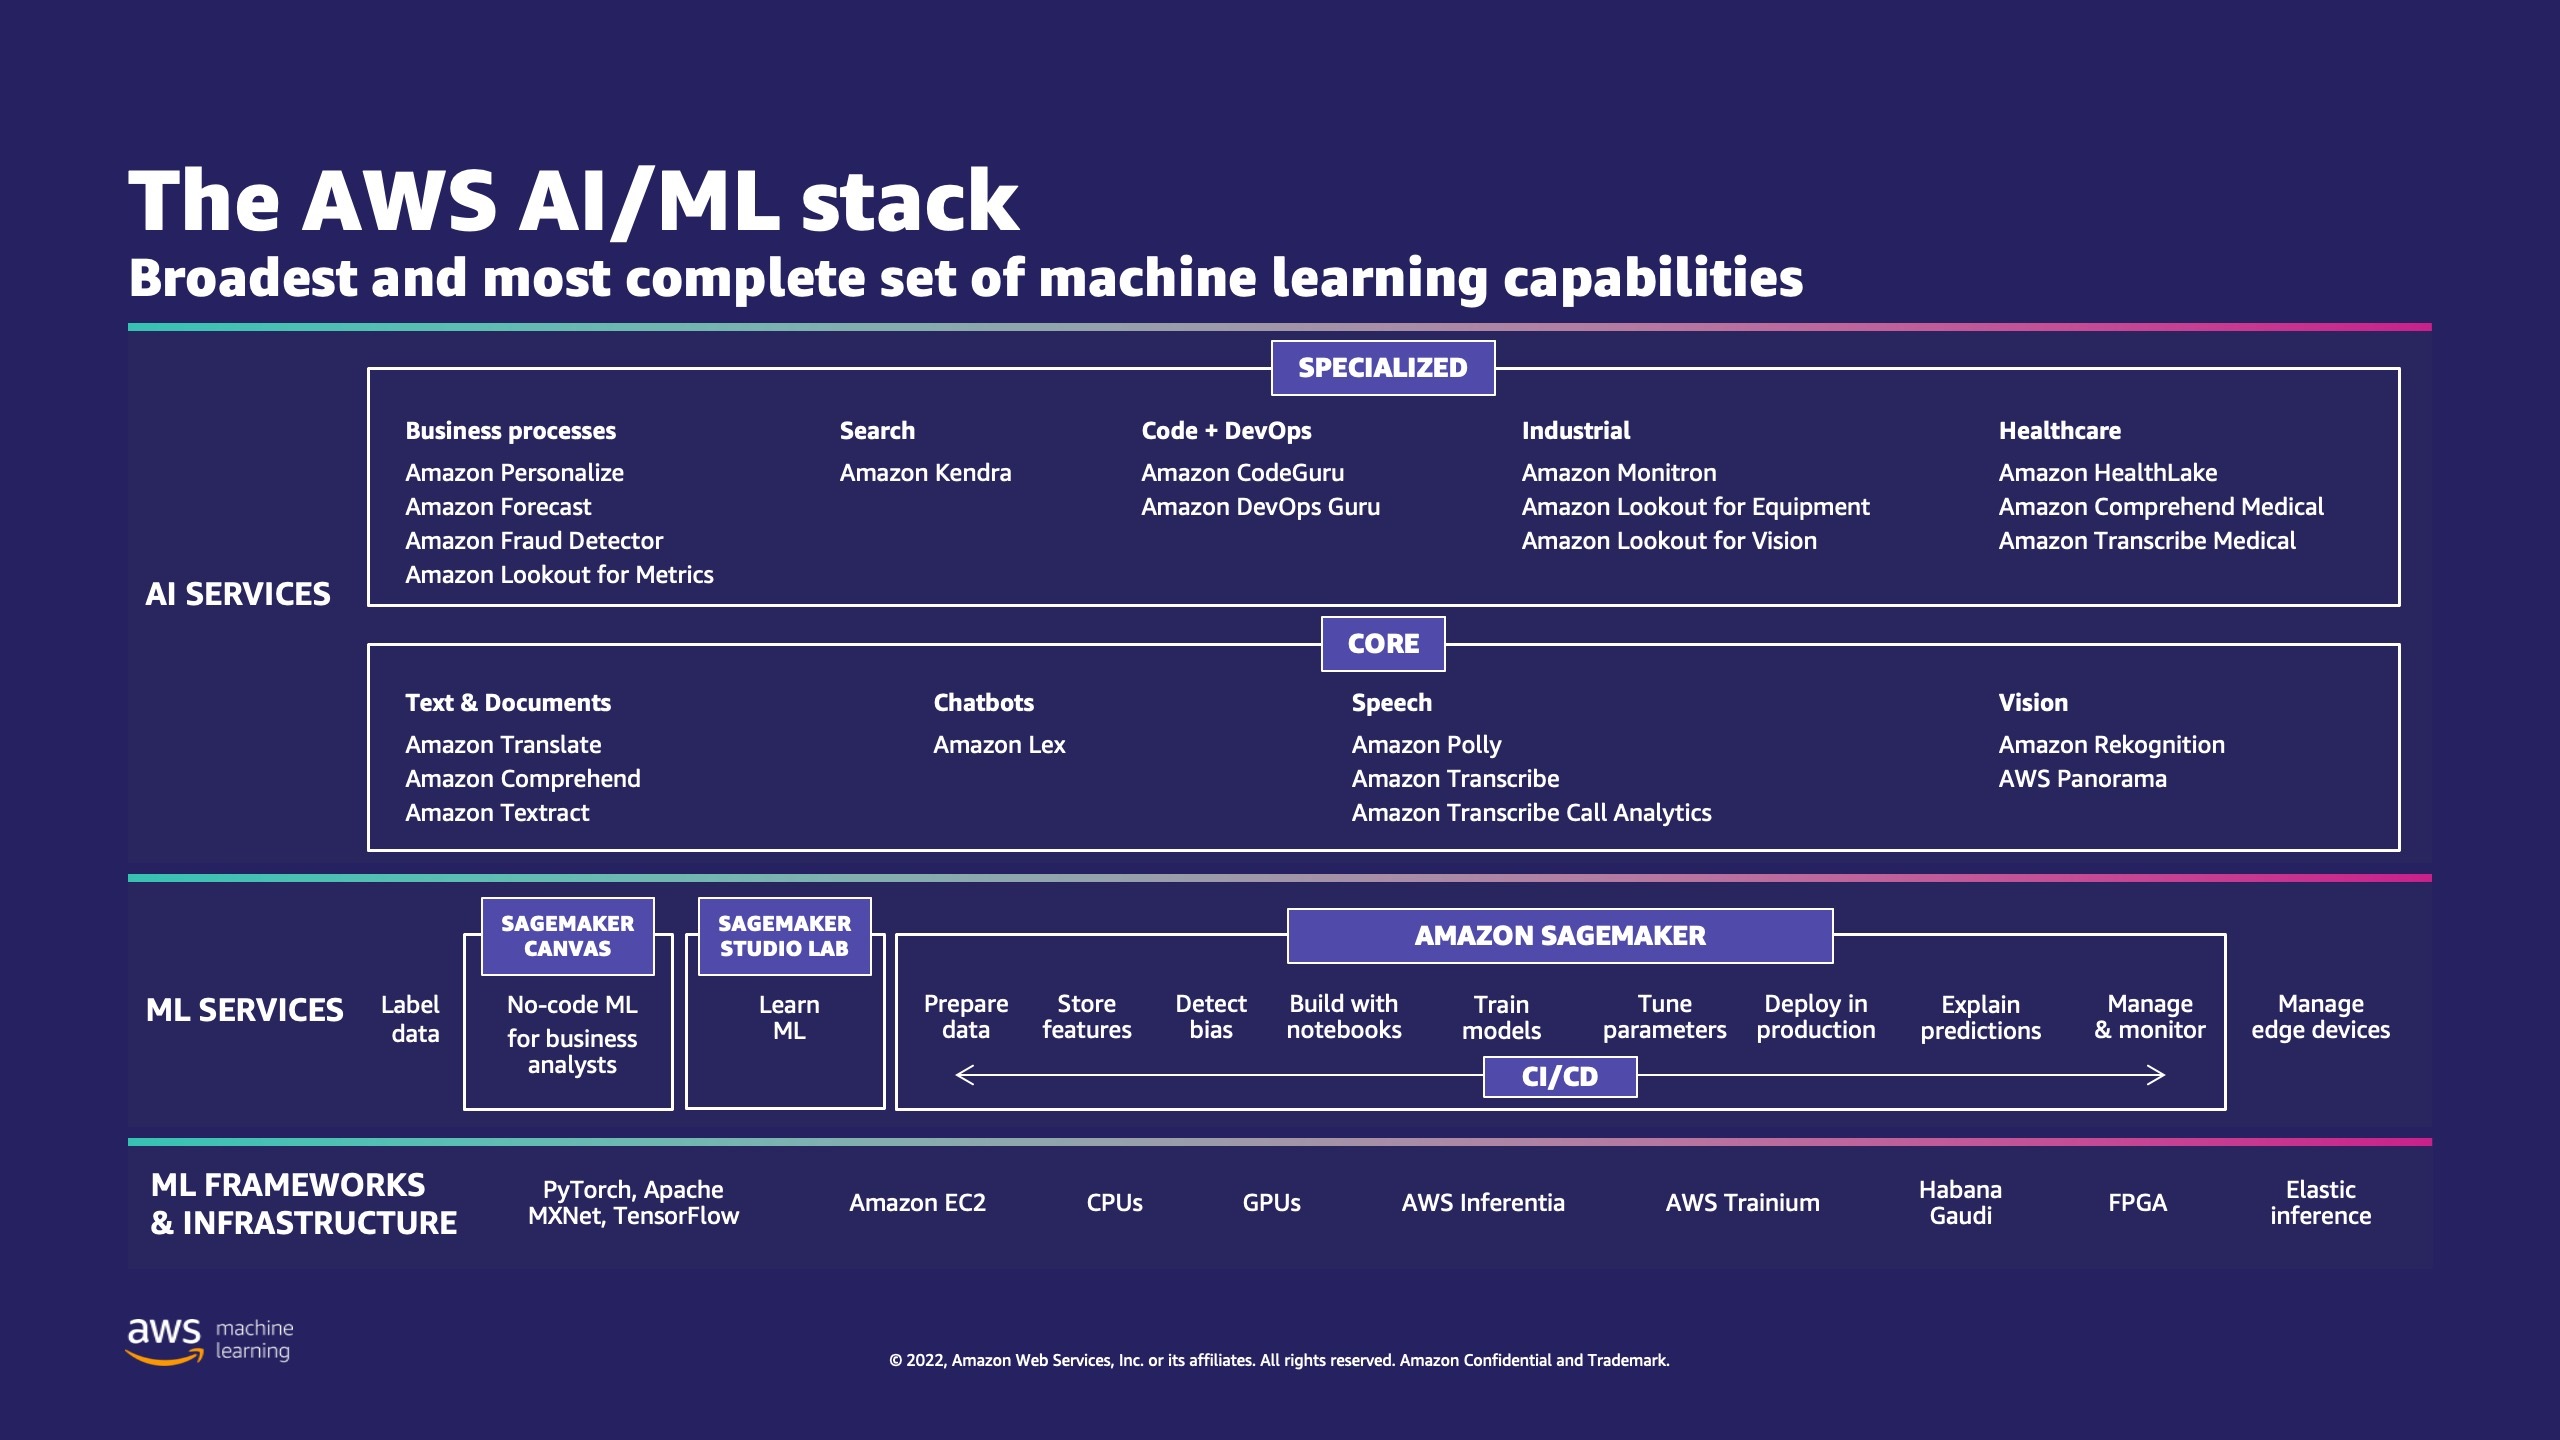 The AWS AI/ML stack
Broadest and most complete set of machine learning capabilities
AI SERVICES
SPECIALIZED
Business processes
Amazon Personalize
Amazon Forecast
Amazon Fraud Detector
Amazon Lookout for Metrics
Search
Amazon Kendra
Code + DevOps
Amazon CodeGuru
Amazon DevOps Guru
Industrial
Amazon Monitron
Amazon Lookout for Equipment
Amazon Lookout for Vision
Healthcare
Amazon HealthLake
Amazon Comprehend Medical
Amazon Transcribe Medical
CORE
Text & Documents
Amazon Translate
Amazon Comprehend
Amazon Textract
Chatbots
Amazon Lex
Speech
Amazon Polly
Amazon Transcribe
Amazon Transcribe Call Analytics
Vision
Amazon Rekognition
AWS Panorama
ML SERVICES
Label
data
SAGEMAKER
CANVAS
No-code ML
for business
analysts
SAGEMAKER
STUDIO LAB
Learn
ML
AMAZON SAGEMAKER
Prepare
data
Store
features
Detect
bias
Build with
notebooks
Train
models
Tune
parameters
Deploy in
production
Explain
predictions
Manage
& monitor
CI/CD
Manage
edge devices
ML FRAMEWORKS
& INFRASTRUCTURE
PyTorch, Apache
MXNet, TensorFlow
Amazon EC2
CPUs
GPUs
AWS Inferentia
AWS Trainium
Habana
Gaudi
FPGA
Elastic
inference
aws
machine
learning
© 2022, Amazon Web Services, Inc. or its affiliates. All rights reserved. Amazon Confidential and Trademark.